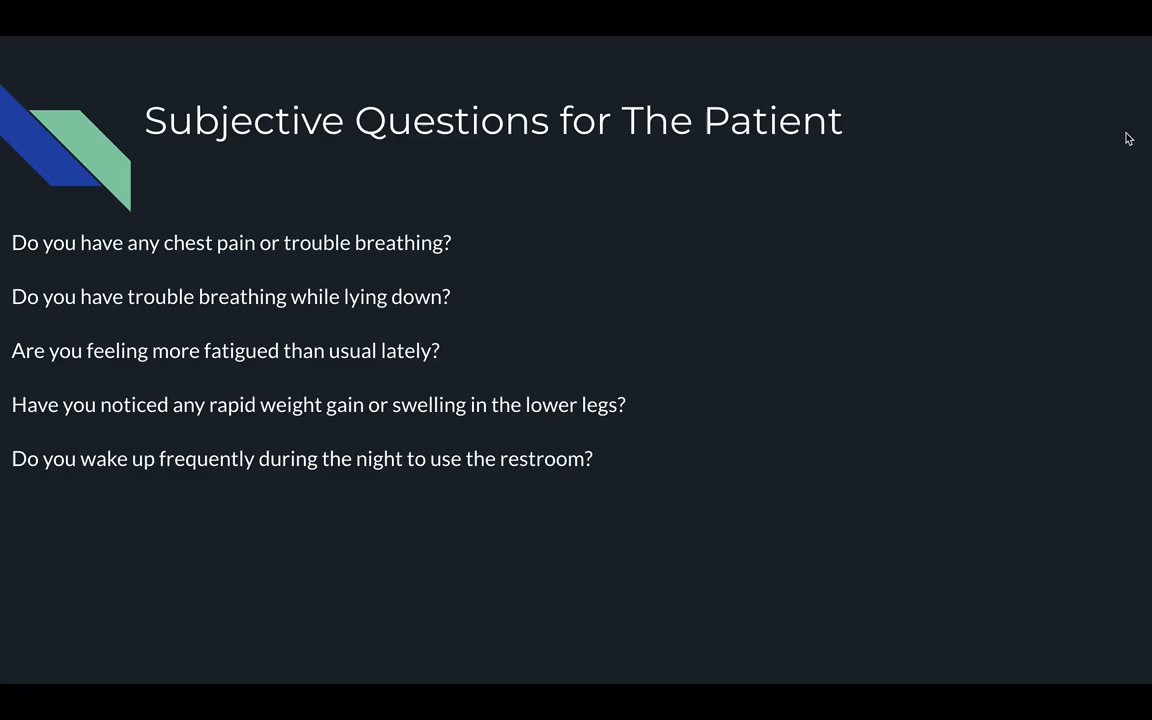 Subjective Questions for The Patient
Do you have any chest pain or trouble breathing?
Do you have trouble breathing while lying down?
Are you feeling more fatigued than usual lately?
Have you noticed any rapid weight gain or swelling in the lower legs?
Do you wake up frequently during the night to use the restroom?